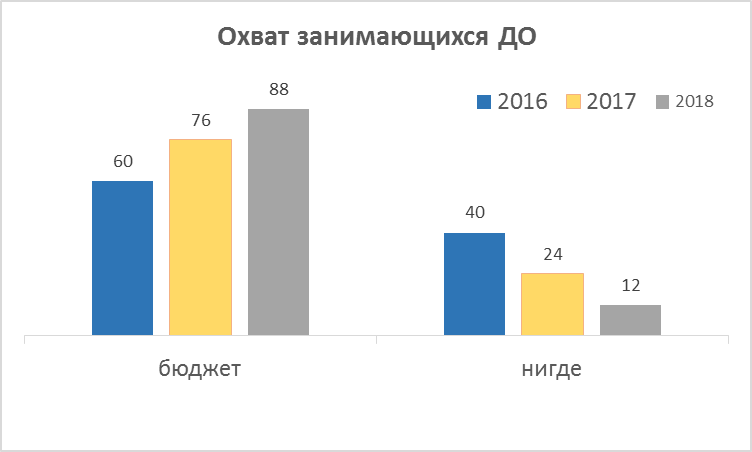 Охват занимающихся ДО
2016 2017 2018
60 76 88
40 24 12
бюджет нигде